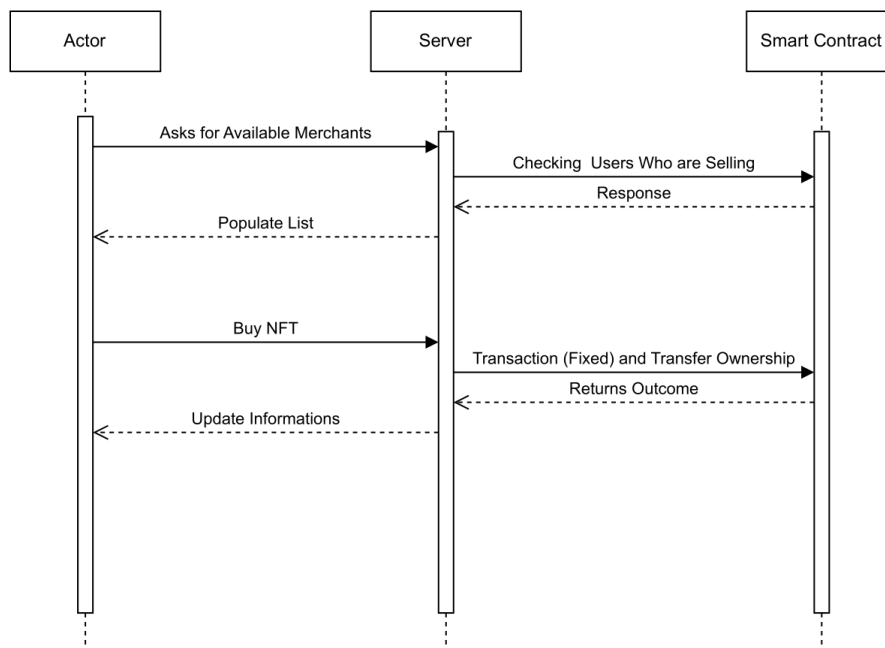 Actor
Server
Smart Contract
Asks for Available Merchants
Checking  Users Who are Selling
Response
Populate List
Buy NFT
Transaction (Fixed) and Transfer Ownership
Returns Outcome
Update Informations